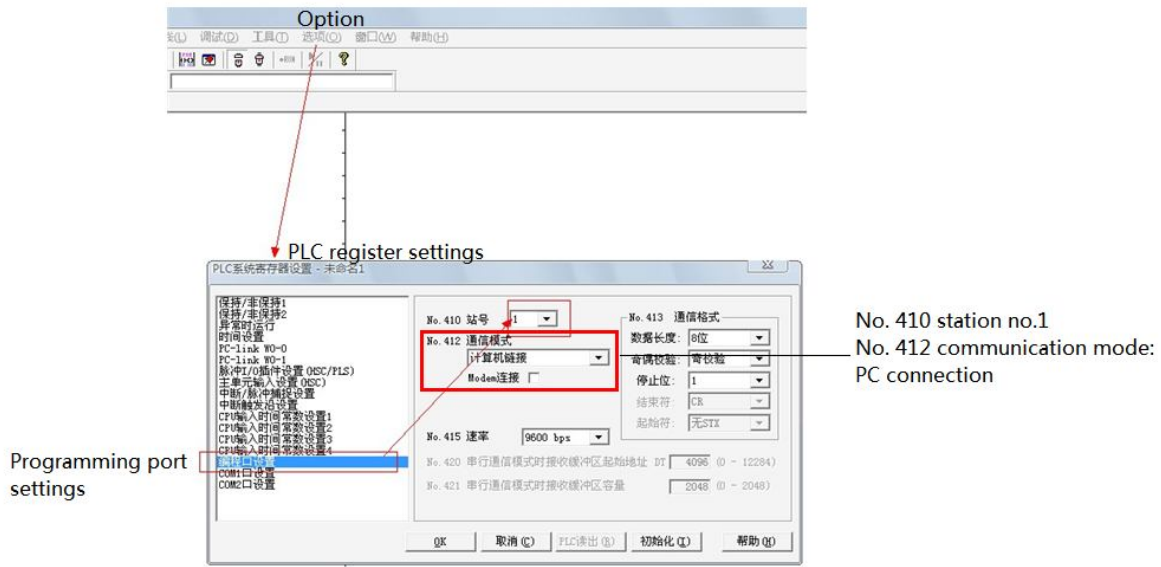 Option
调试(D) 工具(T) 选项(O) 窗口(W) 帮助(H)
PLC register settings
PLC系统寄存器设置 - 未命名1
保持/非保持1
保持/非保持2
异常时运行
时间设置
PC-link W0-0
PC-link W0-1
脉冲I/O插件设置(HSC/PLS)
主单元输入设置(HSC)
中断/脉冲捕捉设置
中断触发沿设置
CPU输入时间常数设置1
CPU输入时间常数设置2
CPU输入时间常数设置3
CPU输入时间常数设置4
编程口设置
COM1口设置
COM2口设置
No. 410 站号 1
No. 412 通信模式
计算机链接
Modem连接
No. 415 速率 9600 bps
No. 413 通信格式
数据长度: 8位
奇偶校验: 奇校验
停止位: 1
结束符: CR
起始符: 无STX
No. 420 串行通信模式时接收缓冲区起始地址 DT 4096 (0 - 12284)
No. 421 串行通信模式时接收缓冲区容量 2048 (0 - 2048)
OK 取消(C) PLC读出(R) 初始化(I) 帮助(H)
Programming port
settings
No. 410 station no.1
No. 412 communication mode:
PC connection